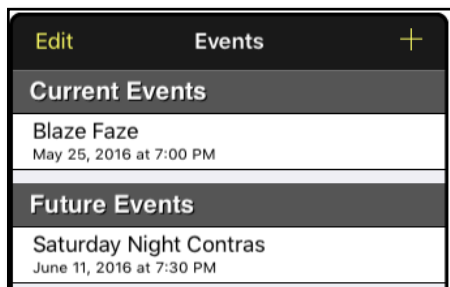 Edit Events +
Current Events
Blaze Faze
May 25, 2016 at 7:00 PM
Future Events
Saturday Night Contras
June 11, 2016 at 7:30 PM